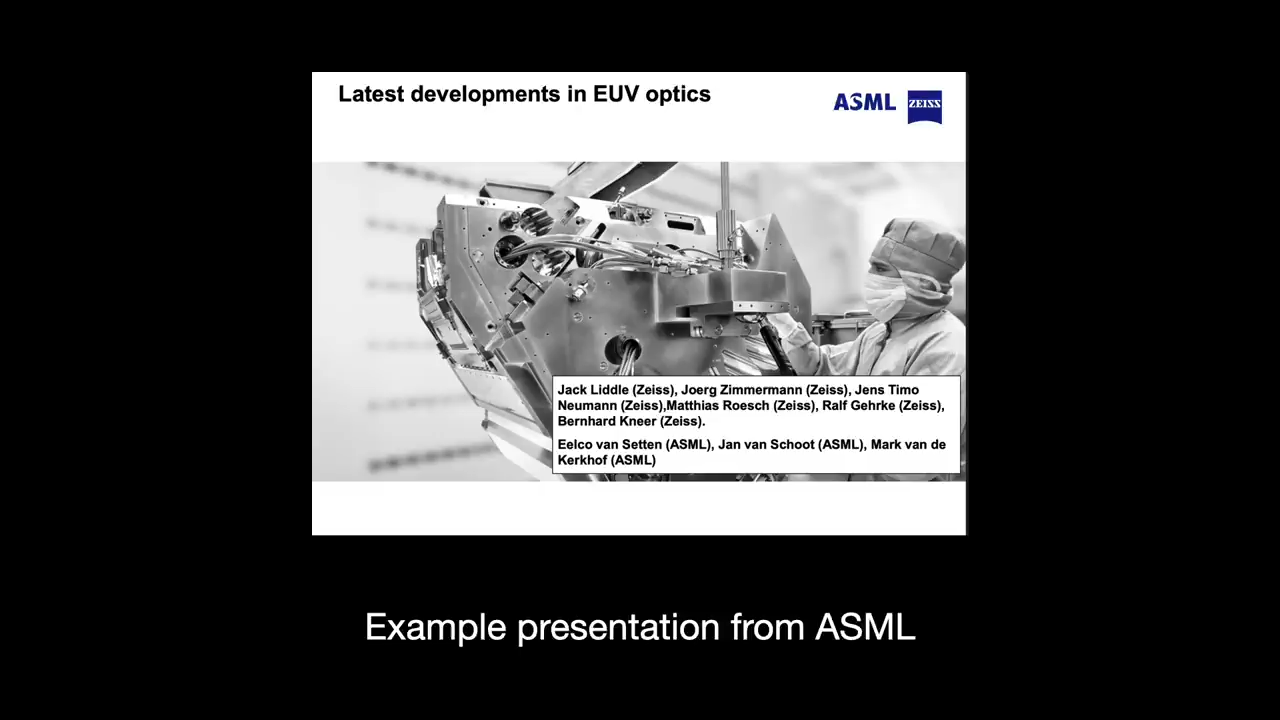 Latest developments in EUV optics
ASML ZEISS
Jack Liddle (Zeiss), Joerg Zimmermann (Zeiss), Jens Timo
Neumann (Zeiss),Matthias Roesch (Zeiss), Ralf Gehrke (Zeiss),
Bernhard Kneer (Zeiss).
Eelco van Setten (ASML), Jan van Schoot (ASML), Mark van de
Kerkhof (ASML)
Example presentation from ASML